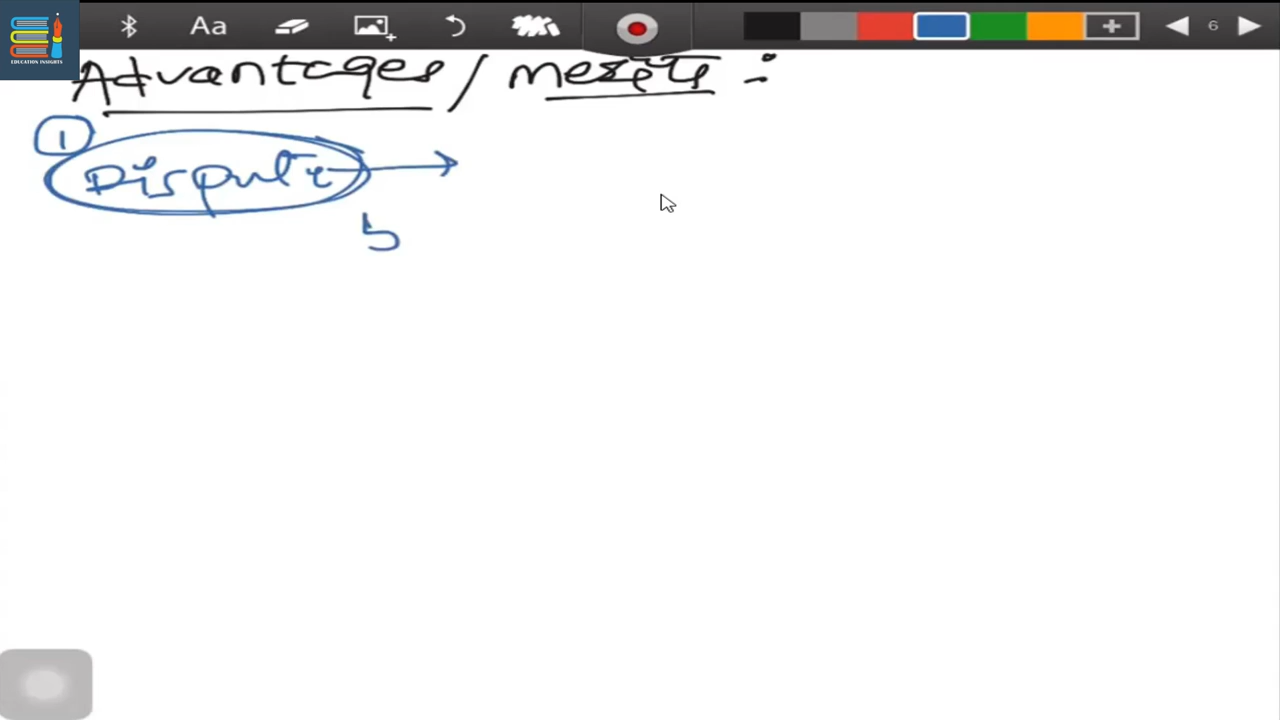 EDUCATION INSIGHTS
Aa
6
Advantages / merits :
① Dispute →
b